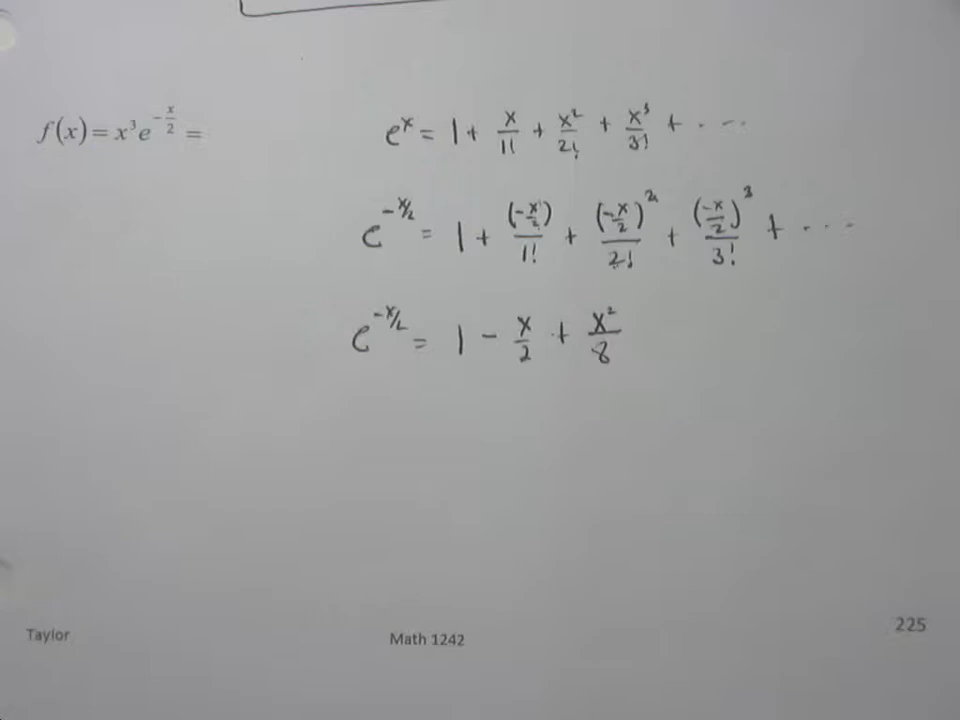 f(x) = x³e^{-x/2} =
e^x = 1 + x/1! + x²/2! + x³/3! + ...
e^{-x/2} = 1 + (-x/2)/1! + (-x/2)²/2! + (-x/2)³/3! + ...
e^{-x/2} = 1 - x/2 + x²/8
Taylor
Math 1242
225